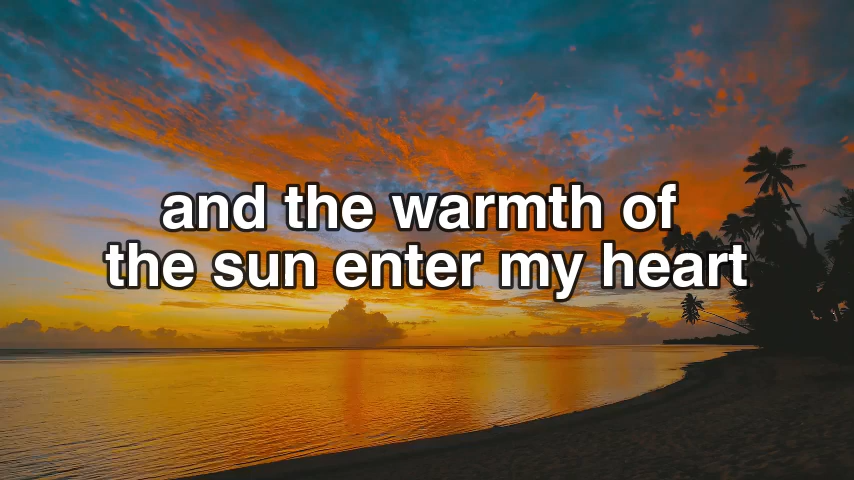 and the warmth of
the sun enter my heart